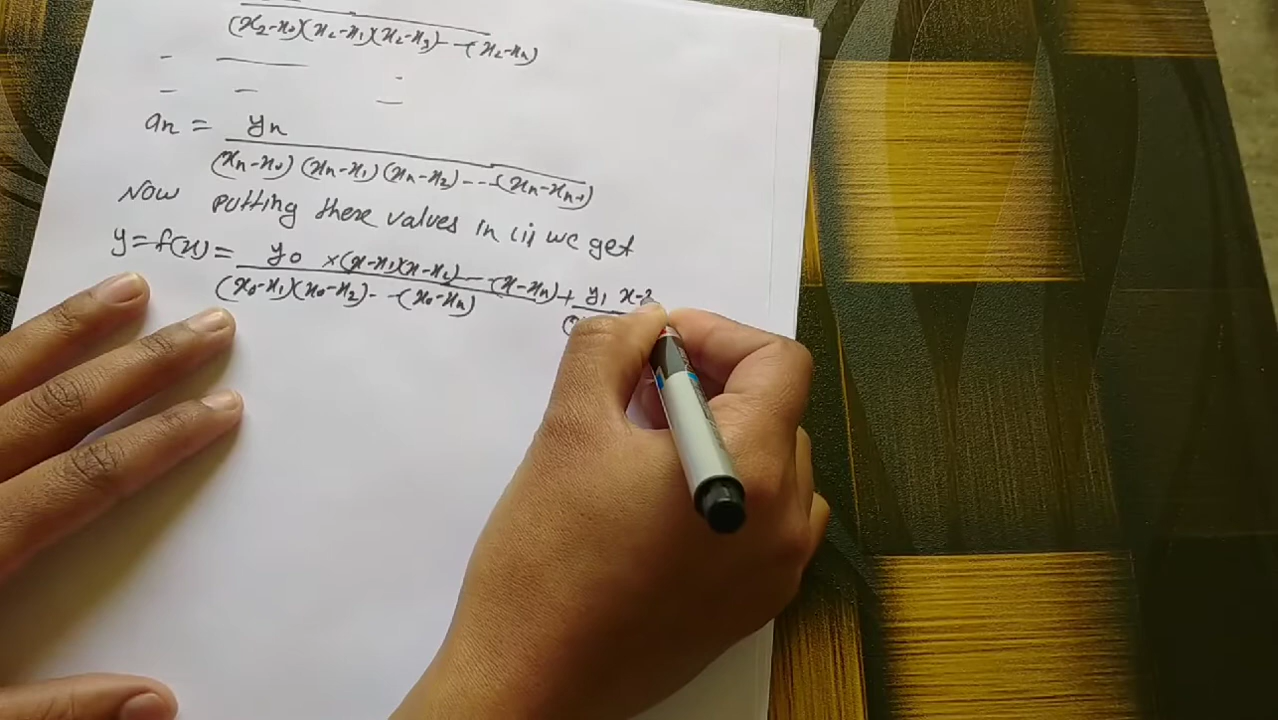 (x₂-x₀)(x₂-x₁)(x₂-x₃)--(x₂-xₙ)
aₙ = yₙ
(xₙ-x₀)(xₙ-x₁)(xₙ-x₂)---(xₙ-xₙ₋₁)
Now putting these values in (i) we get
y=f(x)= y₀ ×(x-x₁)(x-x₂)--(x-xₙ) + y₁ x-
(x₀-x₁)(x₀-x₂)--(x₀-xₙ)